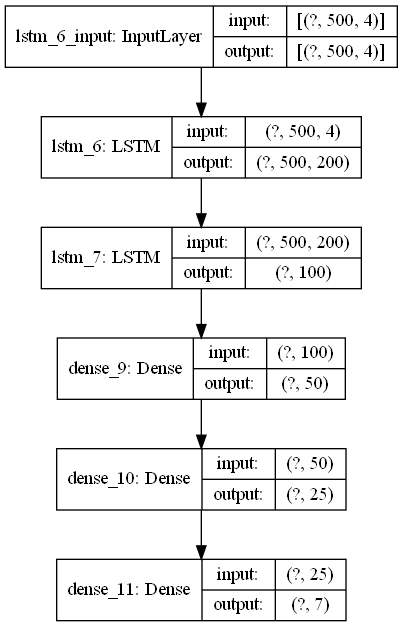 lstm_6_input: InputLayer
input: [(?, 500, 4)]
output: [(?, 500, 4)]
lstm_6: LSTM
input: (?, 500, 4)
output: (?, 500, 200)
lstm_7: LSTM
input: (?, 500, 200)
output: (?, 100)
dense_9: Dense
input: (?, 100)
output: (?, 50)
dense_10: Dense
input: (?, 50)
output: (?, 25)
dense_11: Dense
input: (?, 25)
output: (?, 7)